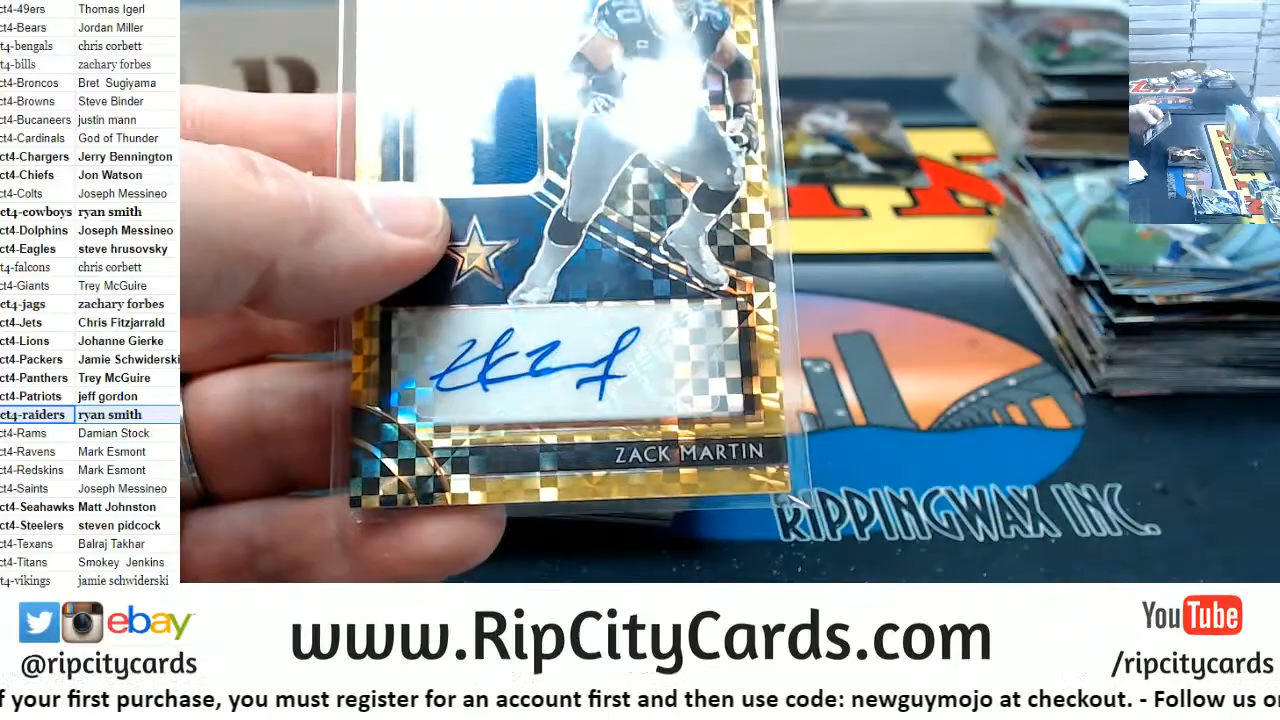 ct4-49ers Thomas Igerl
ct4-Bears Jordan Miller
ct4-bengals chris corbett
t4-bills zachary forbes
ct4-Broncos Bret Sugiyama
ct4-Browns Steve Binder
ct4-Bucaneers justin mann
ct4-Cardinals God of Thunder
ct4-Chargers Jerry Bennington
ct4-Chiefs Jon Watson
ct4-Colts Joseph Messineo
ct4-cowboys ryan smith
ct4-Dolphins Joseph Messineo
ct4-Eagles steve hrusovsky
ct4-falcons chris corbett
ct4-Giants Trey McGuire
ct4-jags zachary forbes
ct4-Jets Chris Fitzjarrald
ct4-Lions Johanne Gierke
ct4-Packers Jamie Schwiderski
ct4-Panthers Trey McGuire
ct4-Patriots jeff gordon
ct4-raiders ryan smith
ct4-Rams Damian Stock
ct4-Ravens Mark Esmont
ct4-Redskins Mark Esmont
ct4-Saints Joseph Messineo
ct4-Seahawks Matt Johnston
ct4-Steelers steven pidcock
ct4-Texans Balraj Takhar
ct4-Titans Smokey Jenkins
t4-vikings jamie schwiderski
ZACK MARTIN
RIPPINGWAX INC.
ebay
@ripcitycards
www.RipCityCards.com
YouTube
/ripcitycards
f your first purchase, you must register for an account first and then use code: newguymojo at checkout. - Follow us or